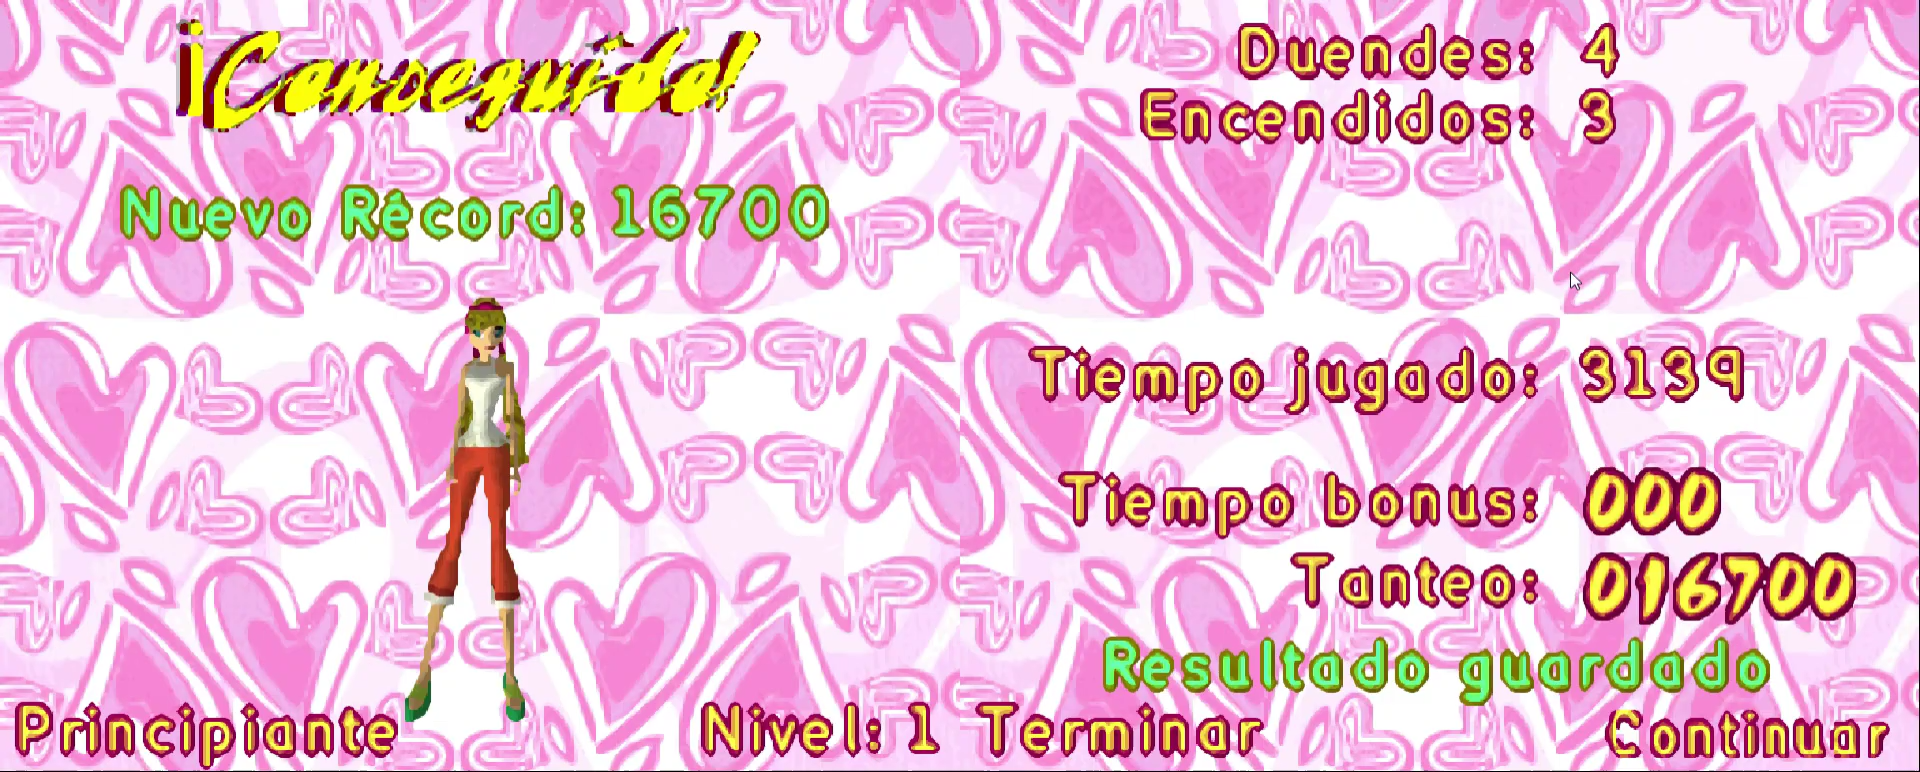 ¡Conseguido!
Nuevo Récord: 16700
Principiante
Nivel: 1
Duendes: 4
Encendidos: 3
Tiempo jugado: 3139
Tiempo bonus: 000
Tanteo: 016700
Resultado guardado
Terminar
Continuar